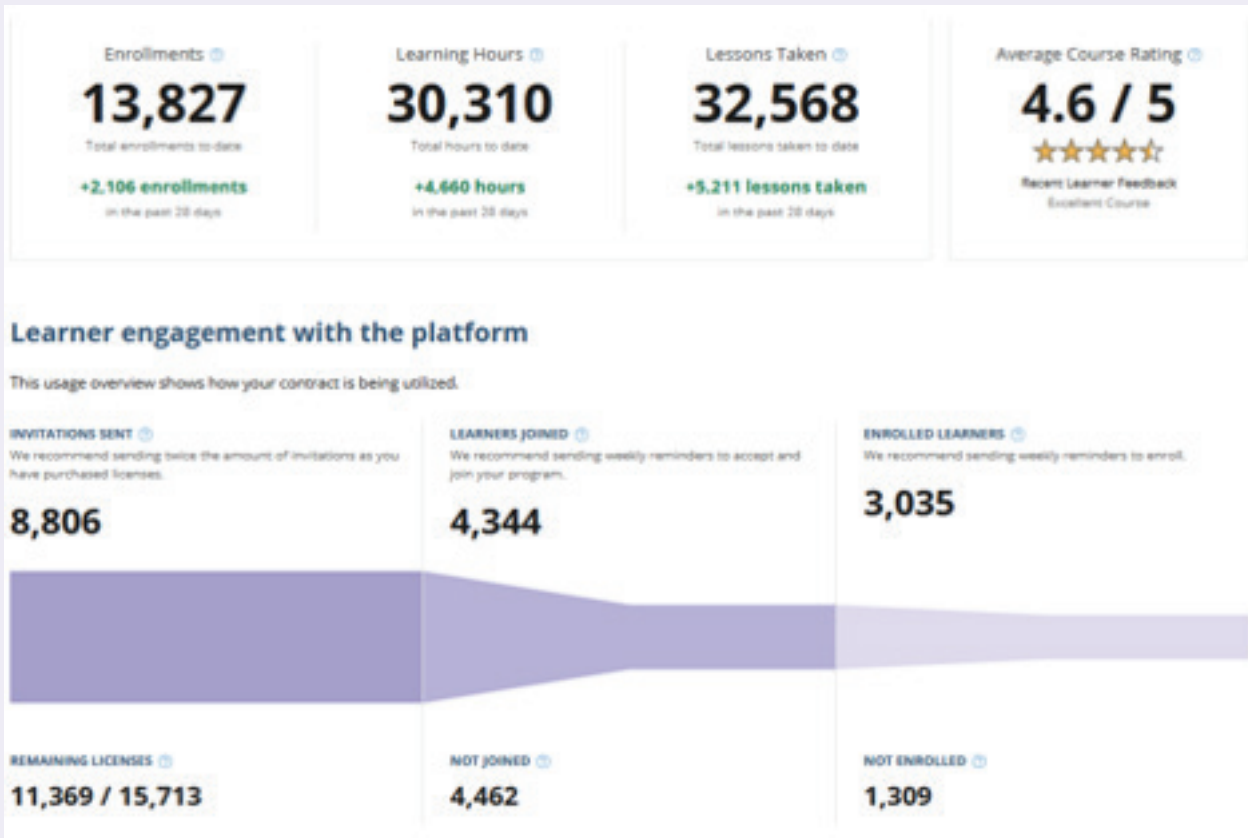 Enrollments
13,827
Total enrollments to date
+2,106 enrollments
in the past 28 days
Learning Hours
30,310
Total hours to date
+4,660 hours
in the past 28 days
Lessons Taken
32,568
Total lessons taken to date
+5,211 lessons taken
in the past 28 days
Average Course Rating
4.6 / 5
Recent Learner Feedback
Excellent Course
Learner engagement with the platform
This usage overview shows how your contract is being utilized.
INVITATIONS SENT
We recommend sending twice the amount of invitations as you
have purchased licenses.
8,806
LEARNERS JOINED
We recommend sending weekly reminders to accept and
join your program.
4,344
ENROLLED LEARNERS
We recommend sending weekly reminders to enroll.
3,035
REMAINING LICENSES
11,369 / 15,713
NOT JOINED
4,462
NOT ENROLLED
1,309